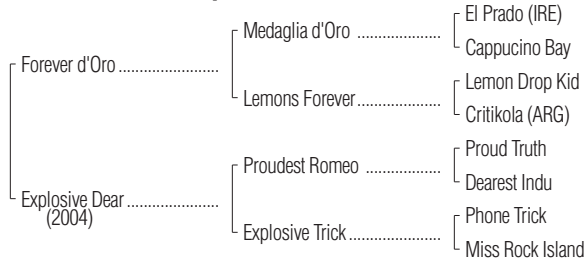 El Prado (IRE)
Medaglia d'Oro ....................
Cappucino Bay
Forever d'Oro ........................
Lemon Drop Kid
Lemons Forever....................
Critikola (ARG)
Proud Truth
Proudest Romeo ..................
Dearest Indu
Explosive Dear ......................
(2004)
Phone Trick
Explosive Trick......................
Miss Rock Island